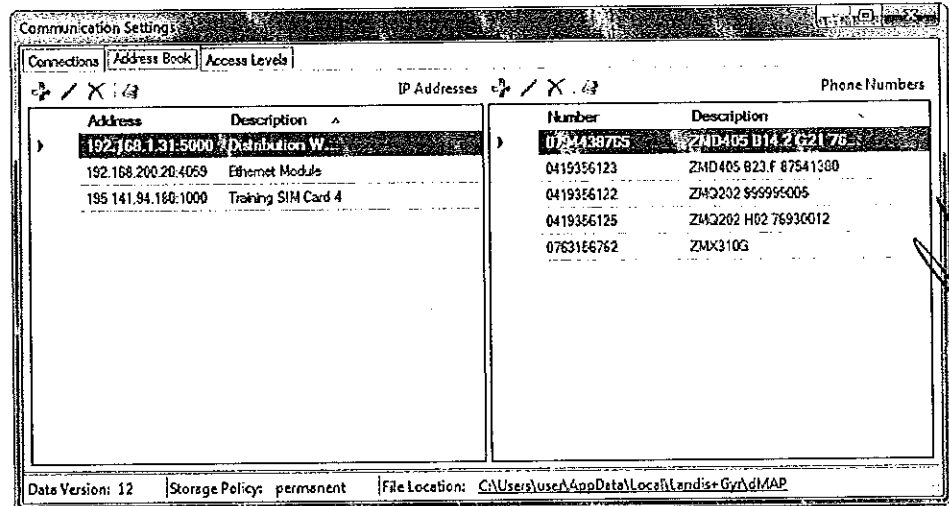 Communication Settings
Connections Address Book Access Levels
IP Addresses
Address Description
192.168.1.31:5000 Distribution W...
192.168.200.20:4059 Ethernet Module
195.141.94.160:1000 Training SIM Card 4
Phone Numbers
Number Description
ZMD405
0419356123 ZMD405 B23.F 87541380
0419356122 ZMQ202
0419356125 ZMQ202 H02 76930012
0763156762 ZMX310G
Data Version: 12 Storage Policy: permanent File Location: C:\Users\user\AppData\Local\Landis+Gyr\dMAP